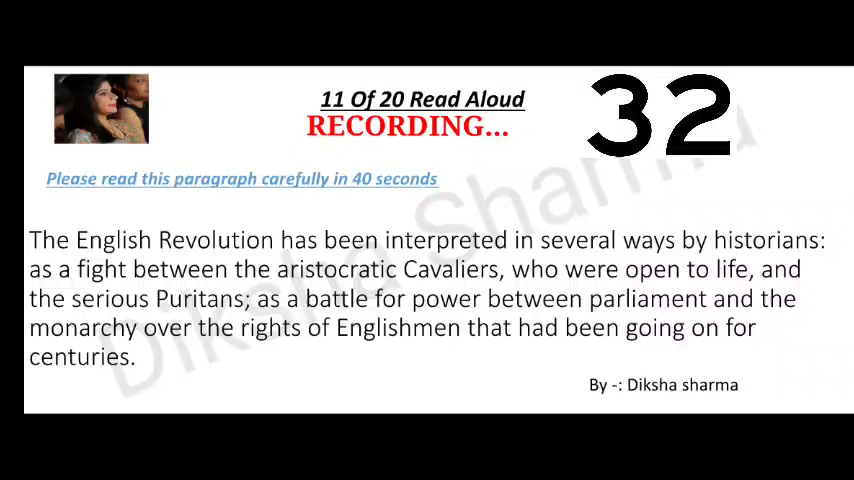 11 Of 20 Read Aloud
32
RECORDING...
Please read this paragraph carefully in 40 seconds
The English Revolution has been interpreted in several ways by historians:
as a fight between the aristocratic Cavaliers, who were open to life, and
the serious Puritans; as a battle for power between parliament and the
monarchy over the rights of Englishmen that had been going on for
centuries.
By -: Diksha sharma
Diksha Sharma